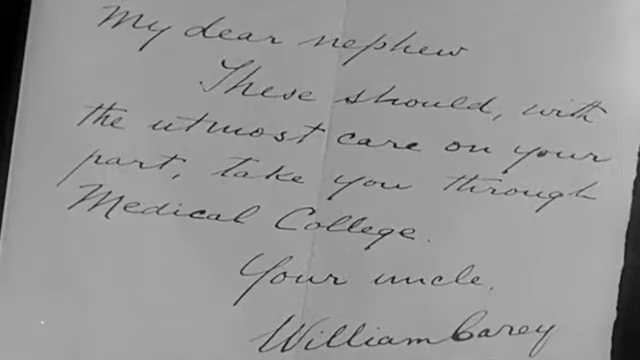 My dear nephew
These should, with
the utmost care on your
part, take you through
Medical College.
Your uncle,
William Carey